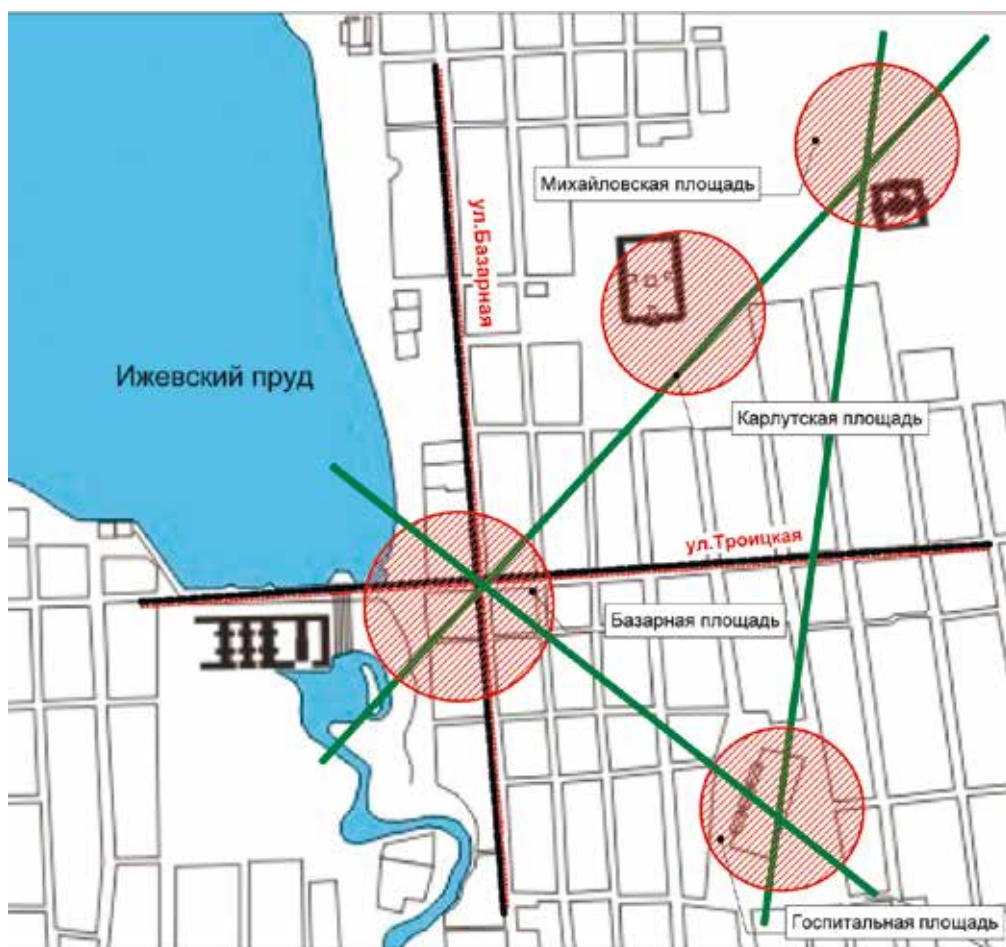 Михайловская площадь
ул.Базарная
Ижевский пруд
Карлутская площадь
ул.Троицкая
Базарная площадь
Госпитальная площадь